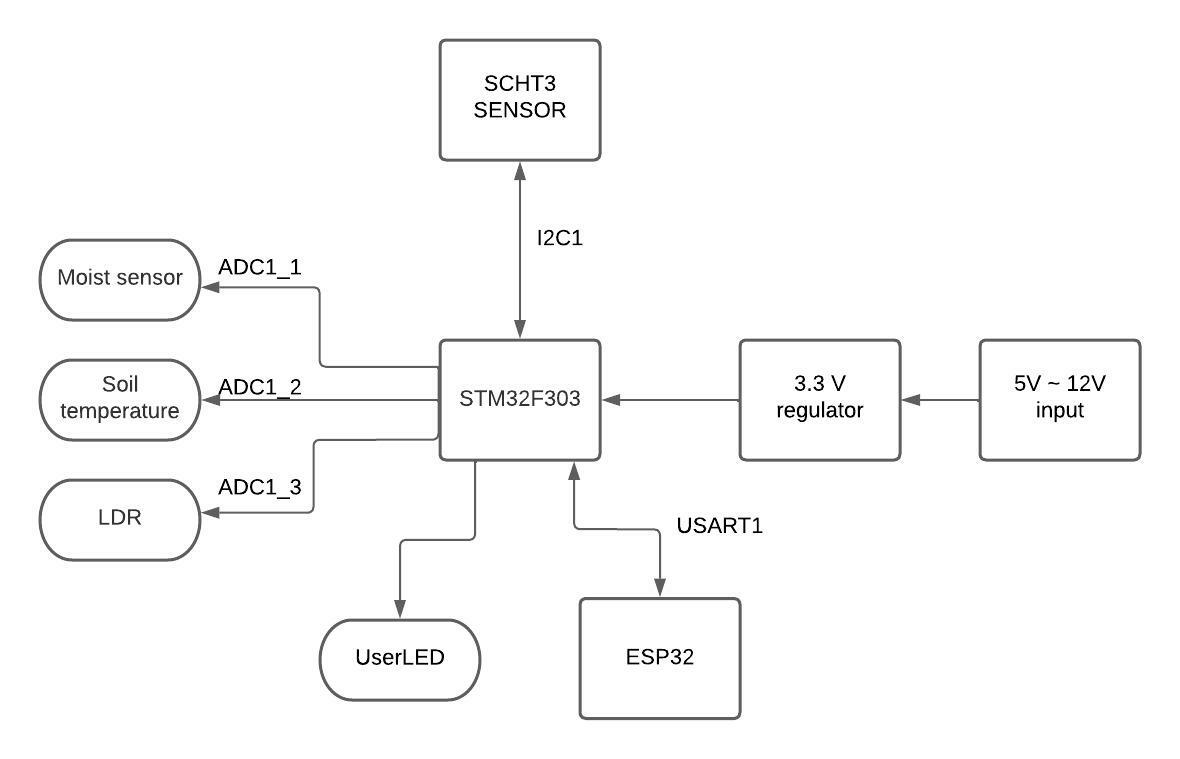 SCHT3
SENSOR
I2C1
Moist sensor
ADC1_1
Soil
temperature
ADC1_2
LDR
ADC1_3
STM32F303
3.3 V
regulator
5V ~ 12V
input
USART1
UserLED
ESP32